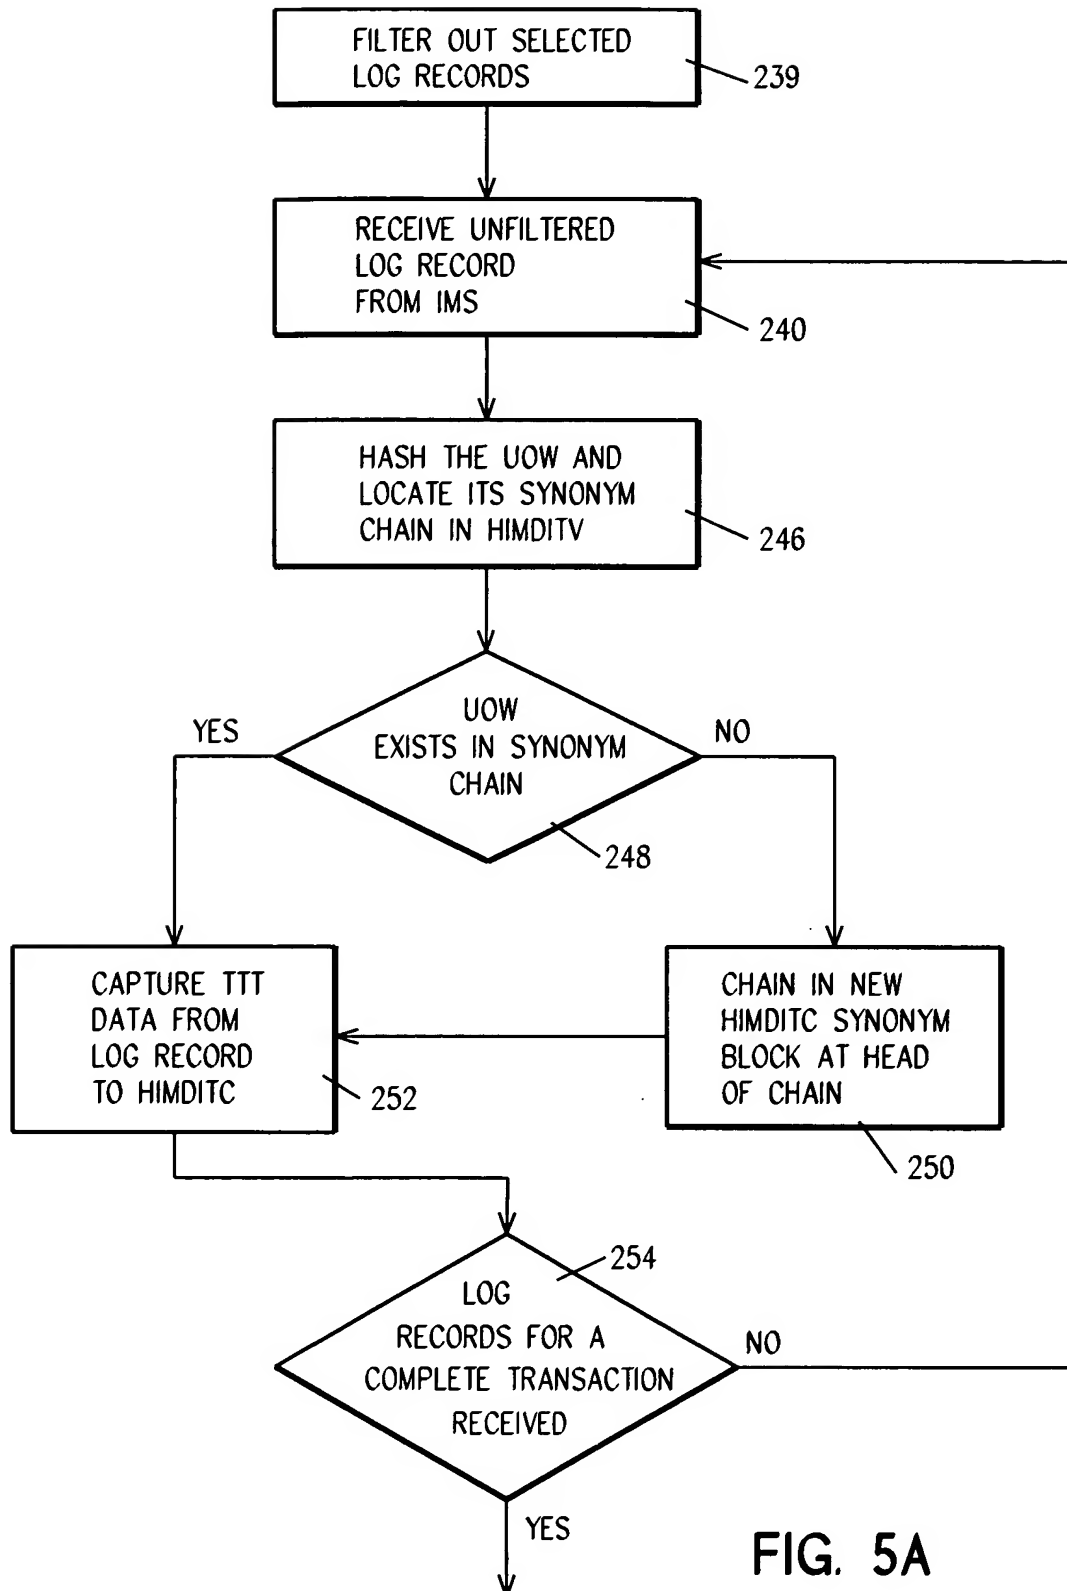 FILTER OUT SELECTED
LOG RECORDS
239
RECEIVE UNFILTERED
LOG RECORD
FROM IMS
240
HASH THE UOW AND
LOCATE ITS SYNONYM
CHAIN IN HIMDITV
246
UOW
EXISTS IN SYNONYM
CHAIN
YES
NO
248
CAPTURE TTT
DATA FROM
LOG RECORD
TO HIMDITC
252
CHAIN IN NEW
HIMDITC SYNONYM
BLOCK AT HEAD
OF CHAIN
250
254
LOG
RECORDS FOR A
COMPLETE TRANSACTION
RECEIVED
NO
YES
FIG. 5A